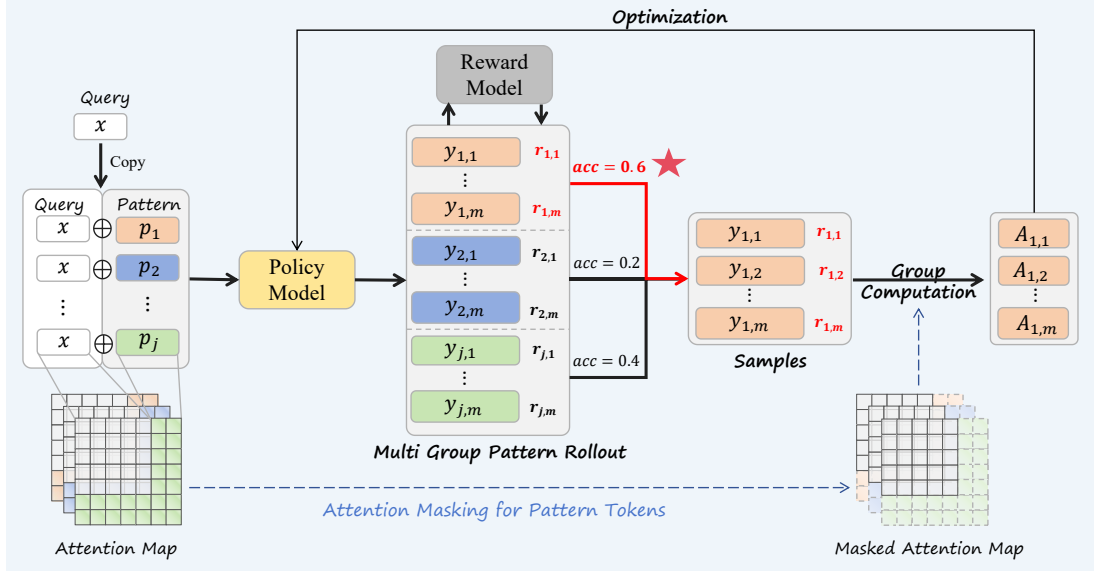 Optimization
Reward
Model
Query
x
Copy
Query Pattern
x ⊕ p₁
x ⊕ p₂
⋮ ⋮
x ⊕ pⱼ
Policy
Model
y₁,₁ r₁,₁
⋮
y₁,ₘ r₁,ₘ
y₂,₁ r₂,₁
⋮
y₂,ₘ r₂,ₘ
yⱼ,₁ rⱼ,₁
⋮
yⱼ,ₘ rⱼ,ₘ
Multi Group Pattern Rollout
acc = 0.6
acc = 0.2
acc = 0.4
y₁,₁ r₁,₁
y₁,₂ r₁,₂
⋮
y₁,ₘ r₁,ₘ
Samples
Group
Computation
A₁,₁
A₁,₂
⋮
A₁,ₘ
Attention Masking for Pattern Tokens
Attention Map
Masked Attention Map